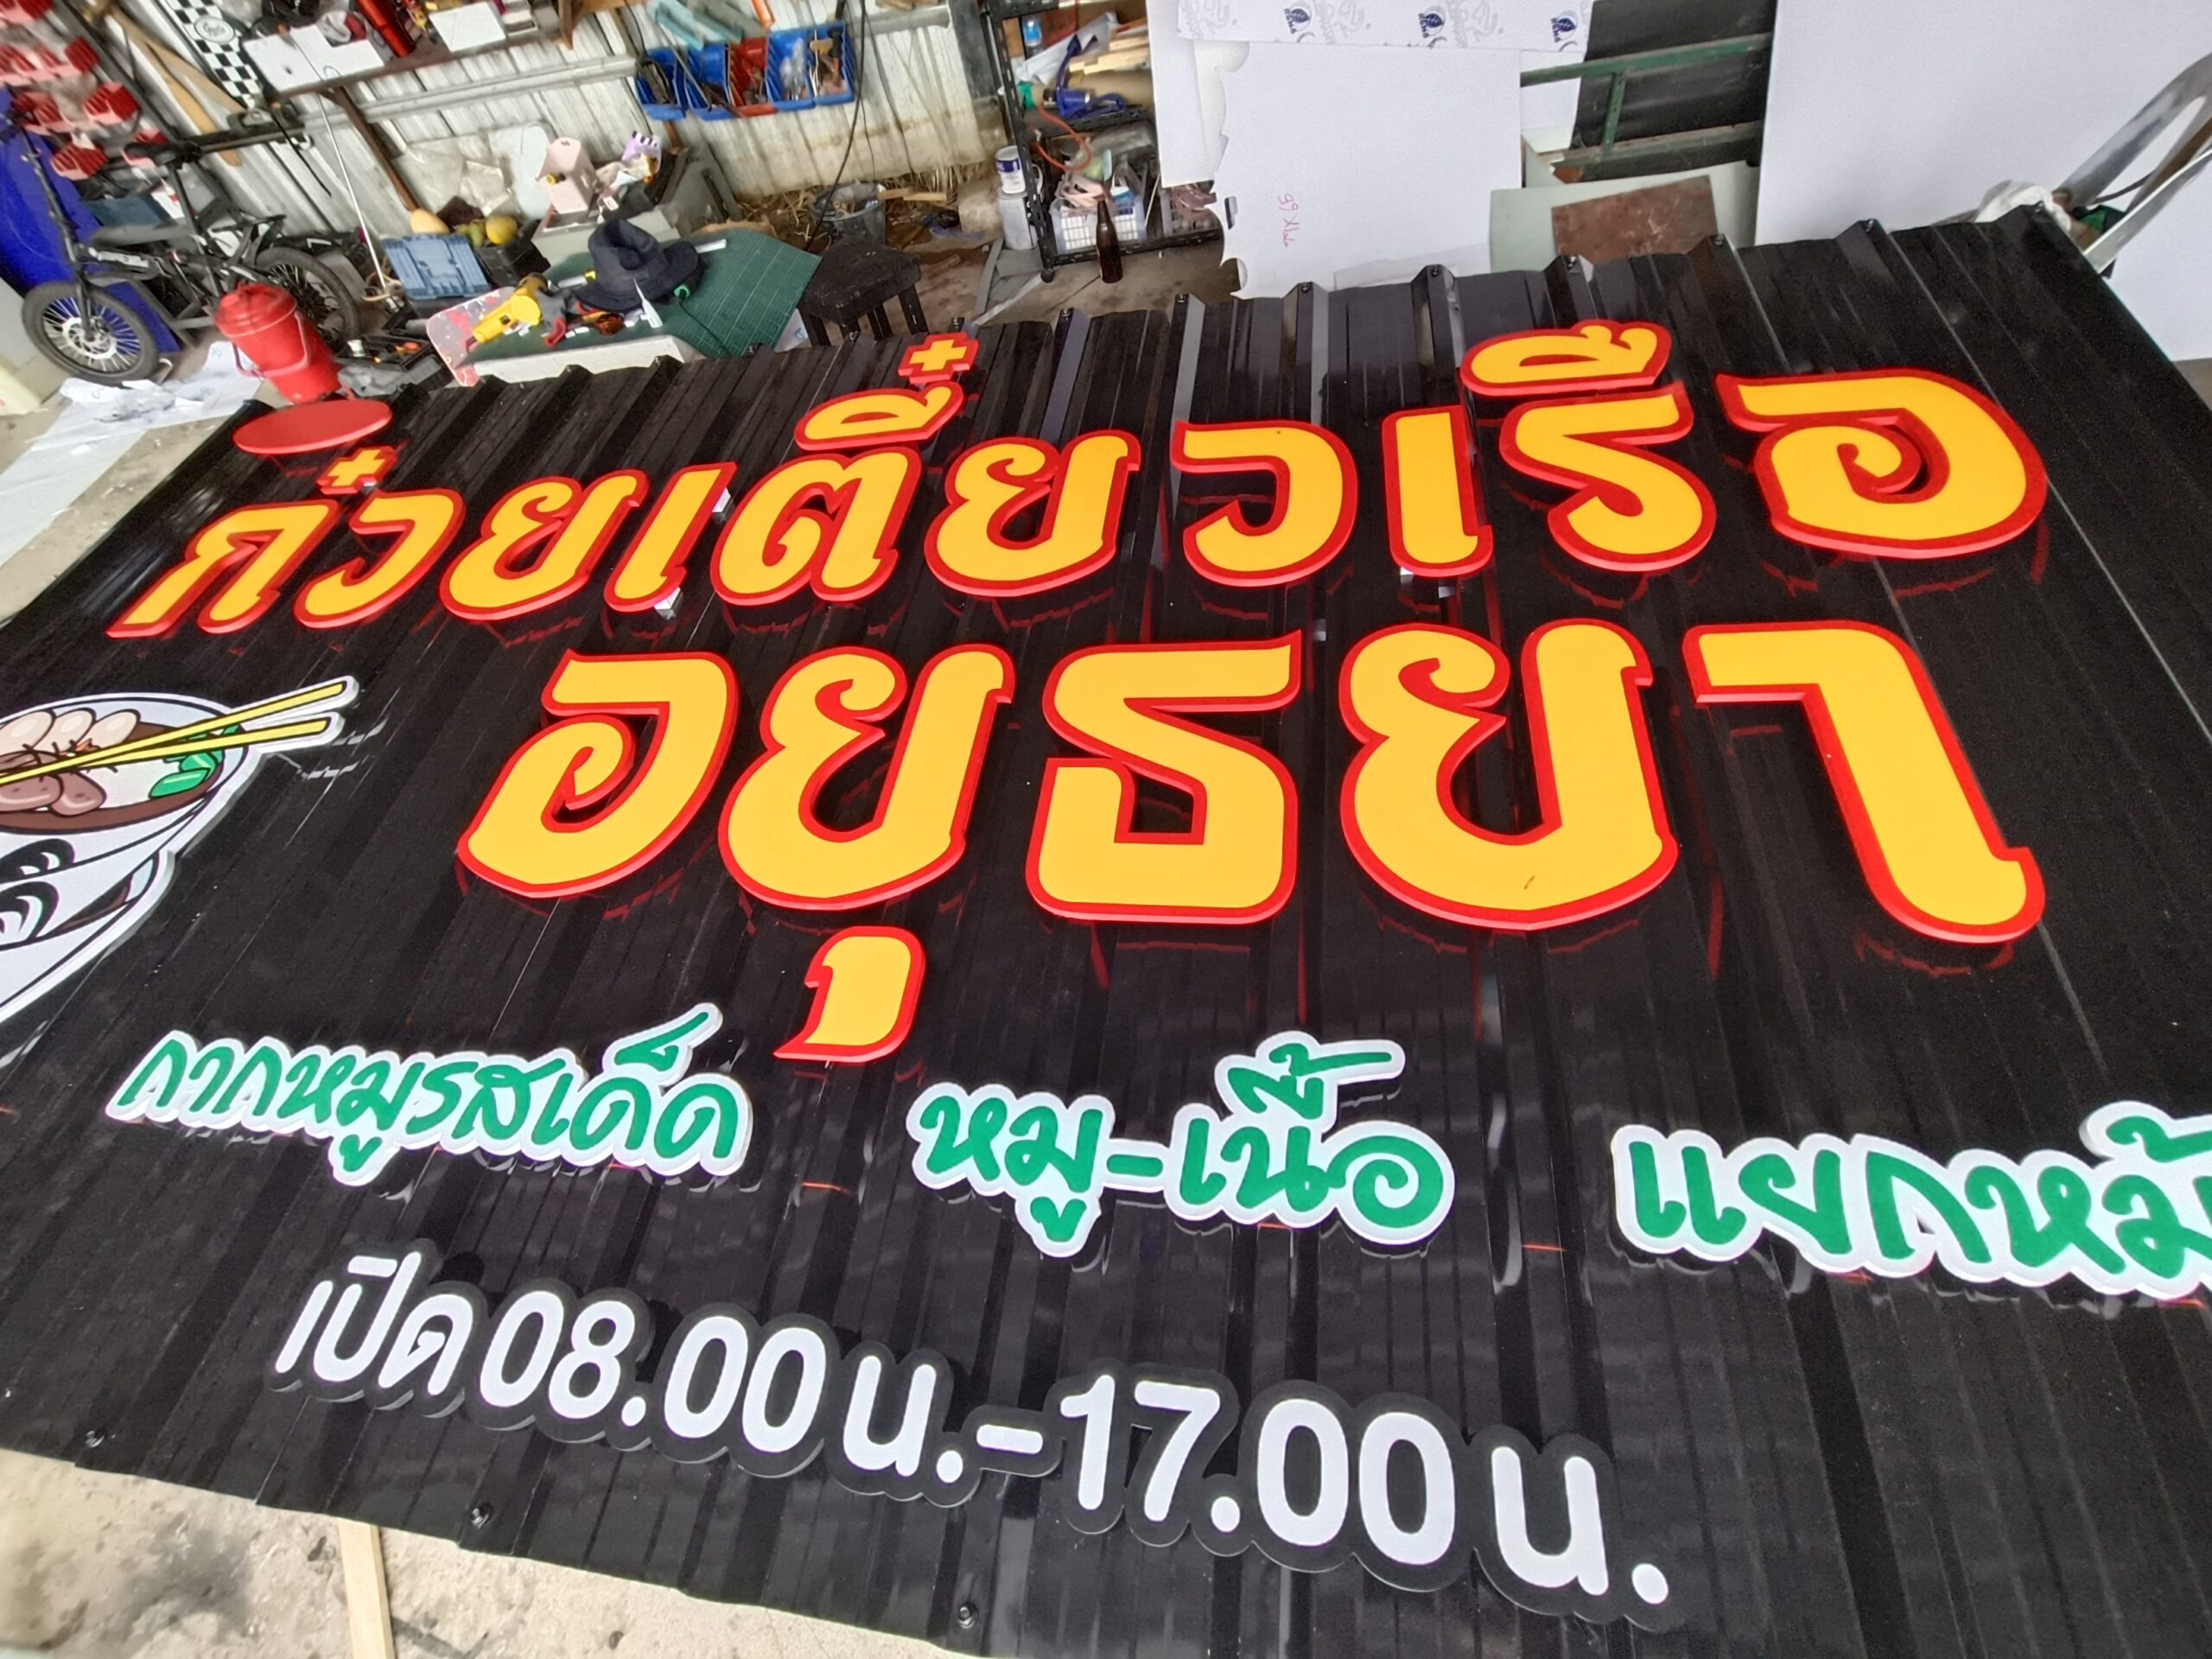 ก๋วยเตี๋ยวเรือ
อยุธยา
กากหมูรสเด็ด หมู-เนื้อ
เปิด 08.00 น.-17.00 น.